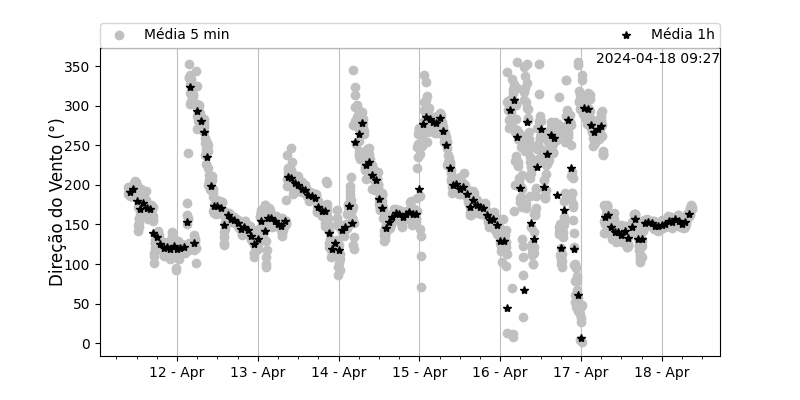 Média 5 min
Média 1h
2024-04-18 09:27
Direção do Vento (°)
350
300
250
200
150
100
50
0
12 - Apr
13 - Apr
14 - Apr
15 - Apr
16 - Apr
17 - Apr
18 - Apr